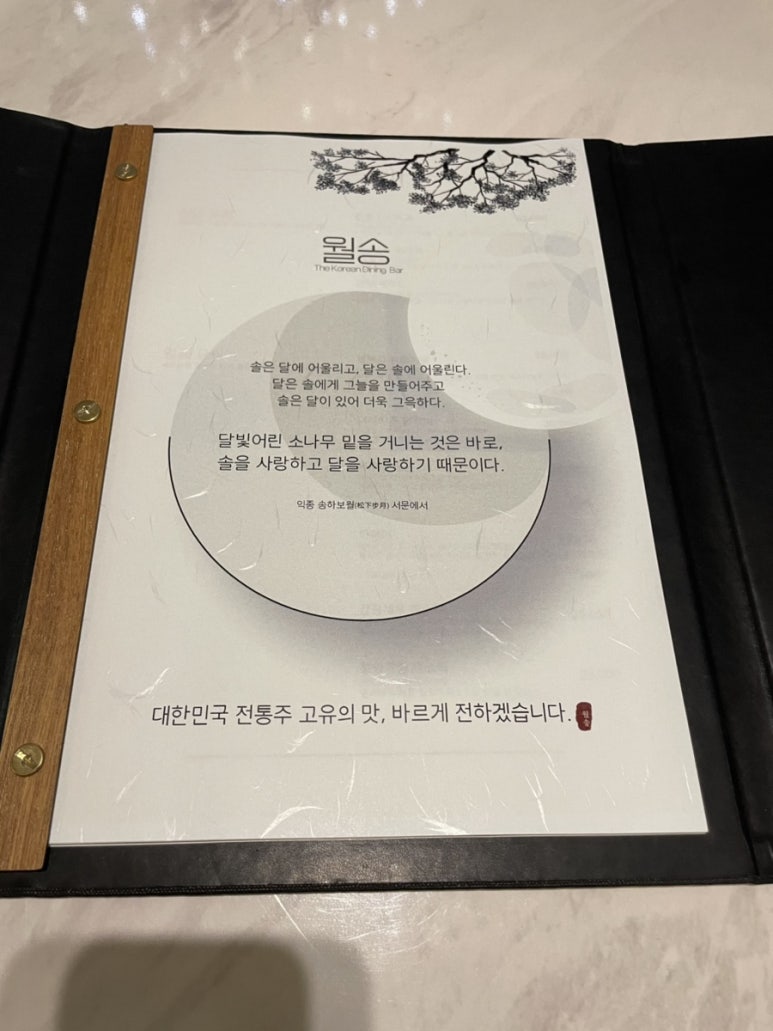 월송
The Korean Dining Bar
솔은 달에 어울리고, 달은 솔에 어울린다.
달은 솔에게 그늘을 만들어주고
솔은 달이 있어 더욱 그윽하다.
달빛어린 소나무 밑을 거니는 것은 바로,
솔을 사랑하고 달을 사랑하기 때문이다.
익종 송하보월(松下步月) 서문에서
대한민국 전통주 고유의 맛, 바르게 전하겠습니다.
월송